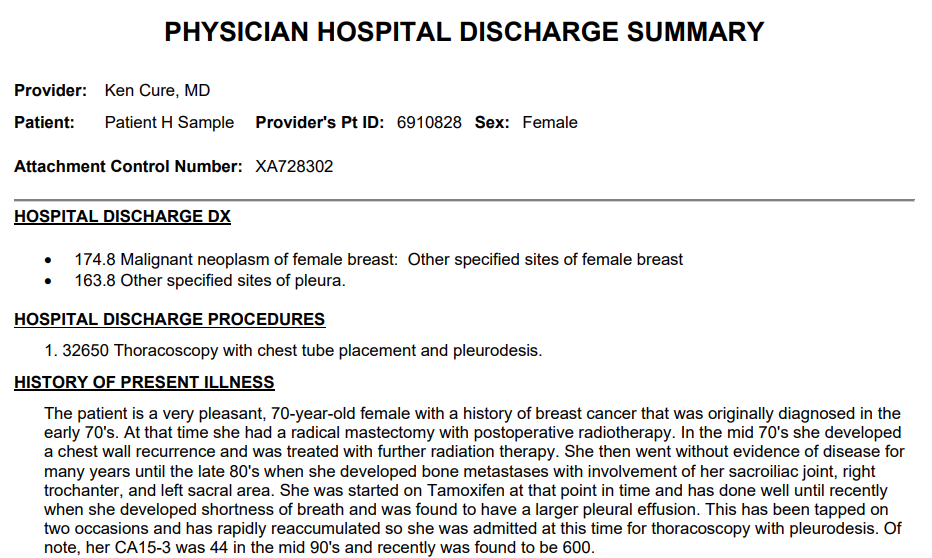 PHYSICIAN HOSPITAL DISCHARGE SUMMARY
Provider: Ken Cure, MD
Patient: Patient H Sample Provider's Pt ID: 6910828 Sex: Female
Attachment Control Number: XA728302
HOSPITAL DISCHARGE DX
• 174.8 Malignant neoplasm of female breast: Other specified sites of female breast
• 163.8 Other specified sites of pleura.
HOSPITAL DISCHARGE PROCEDURES
1. 32650 Thoracoscopy with chest tube placement and pleurodesis.
HISTORY OF PRESENT ILLNESS
The patient is a very pleasant, 70-year-old female with a history of breast cancer that was originally diagnosed in the
early 70's. At that time she had a radical mastectomy with postoperative radiotherapy. In the mid 70's she developed
a chest wall recurrence and was treated with further radiation therapy. She then went without evidence of disease for
many years until the late 80's when she developed bone metastases with involvement of her sacroiliac joint, right
trochanter, and left sacral area. She was started on Tamoxifen at that point in time and has done well until recently
when she developed shortness of breath and was found to have a larger pleural effusion. This has been tapped on
two occasions and has rapidly reaccumulated so she was admitted at this time for thoracoscopy with pleurodesis. Of
note, her CA15-3 was 44 in the mid 90's and recently was found to be 600.